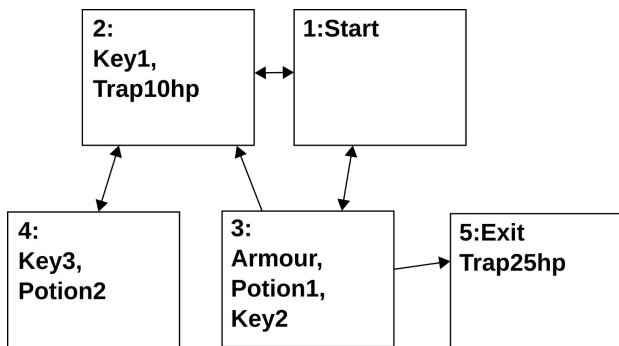 2:
Key1,
Trap10hp
1:Start
4:
Key3,
Potion2
3:
Armour,
Potion1,
Key2
5:Exit
Trap25hp